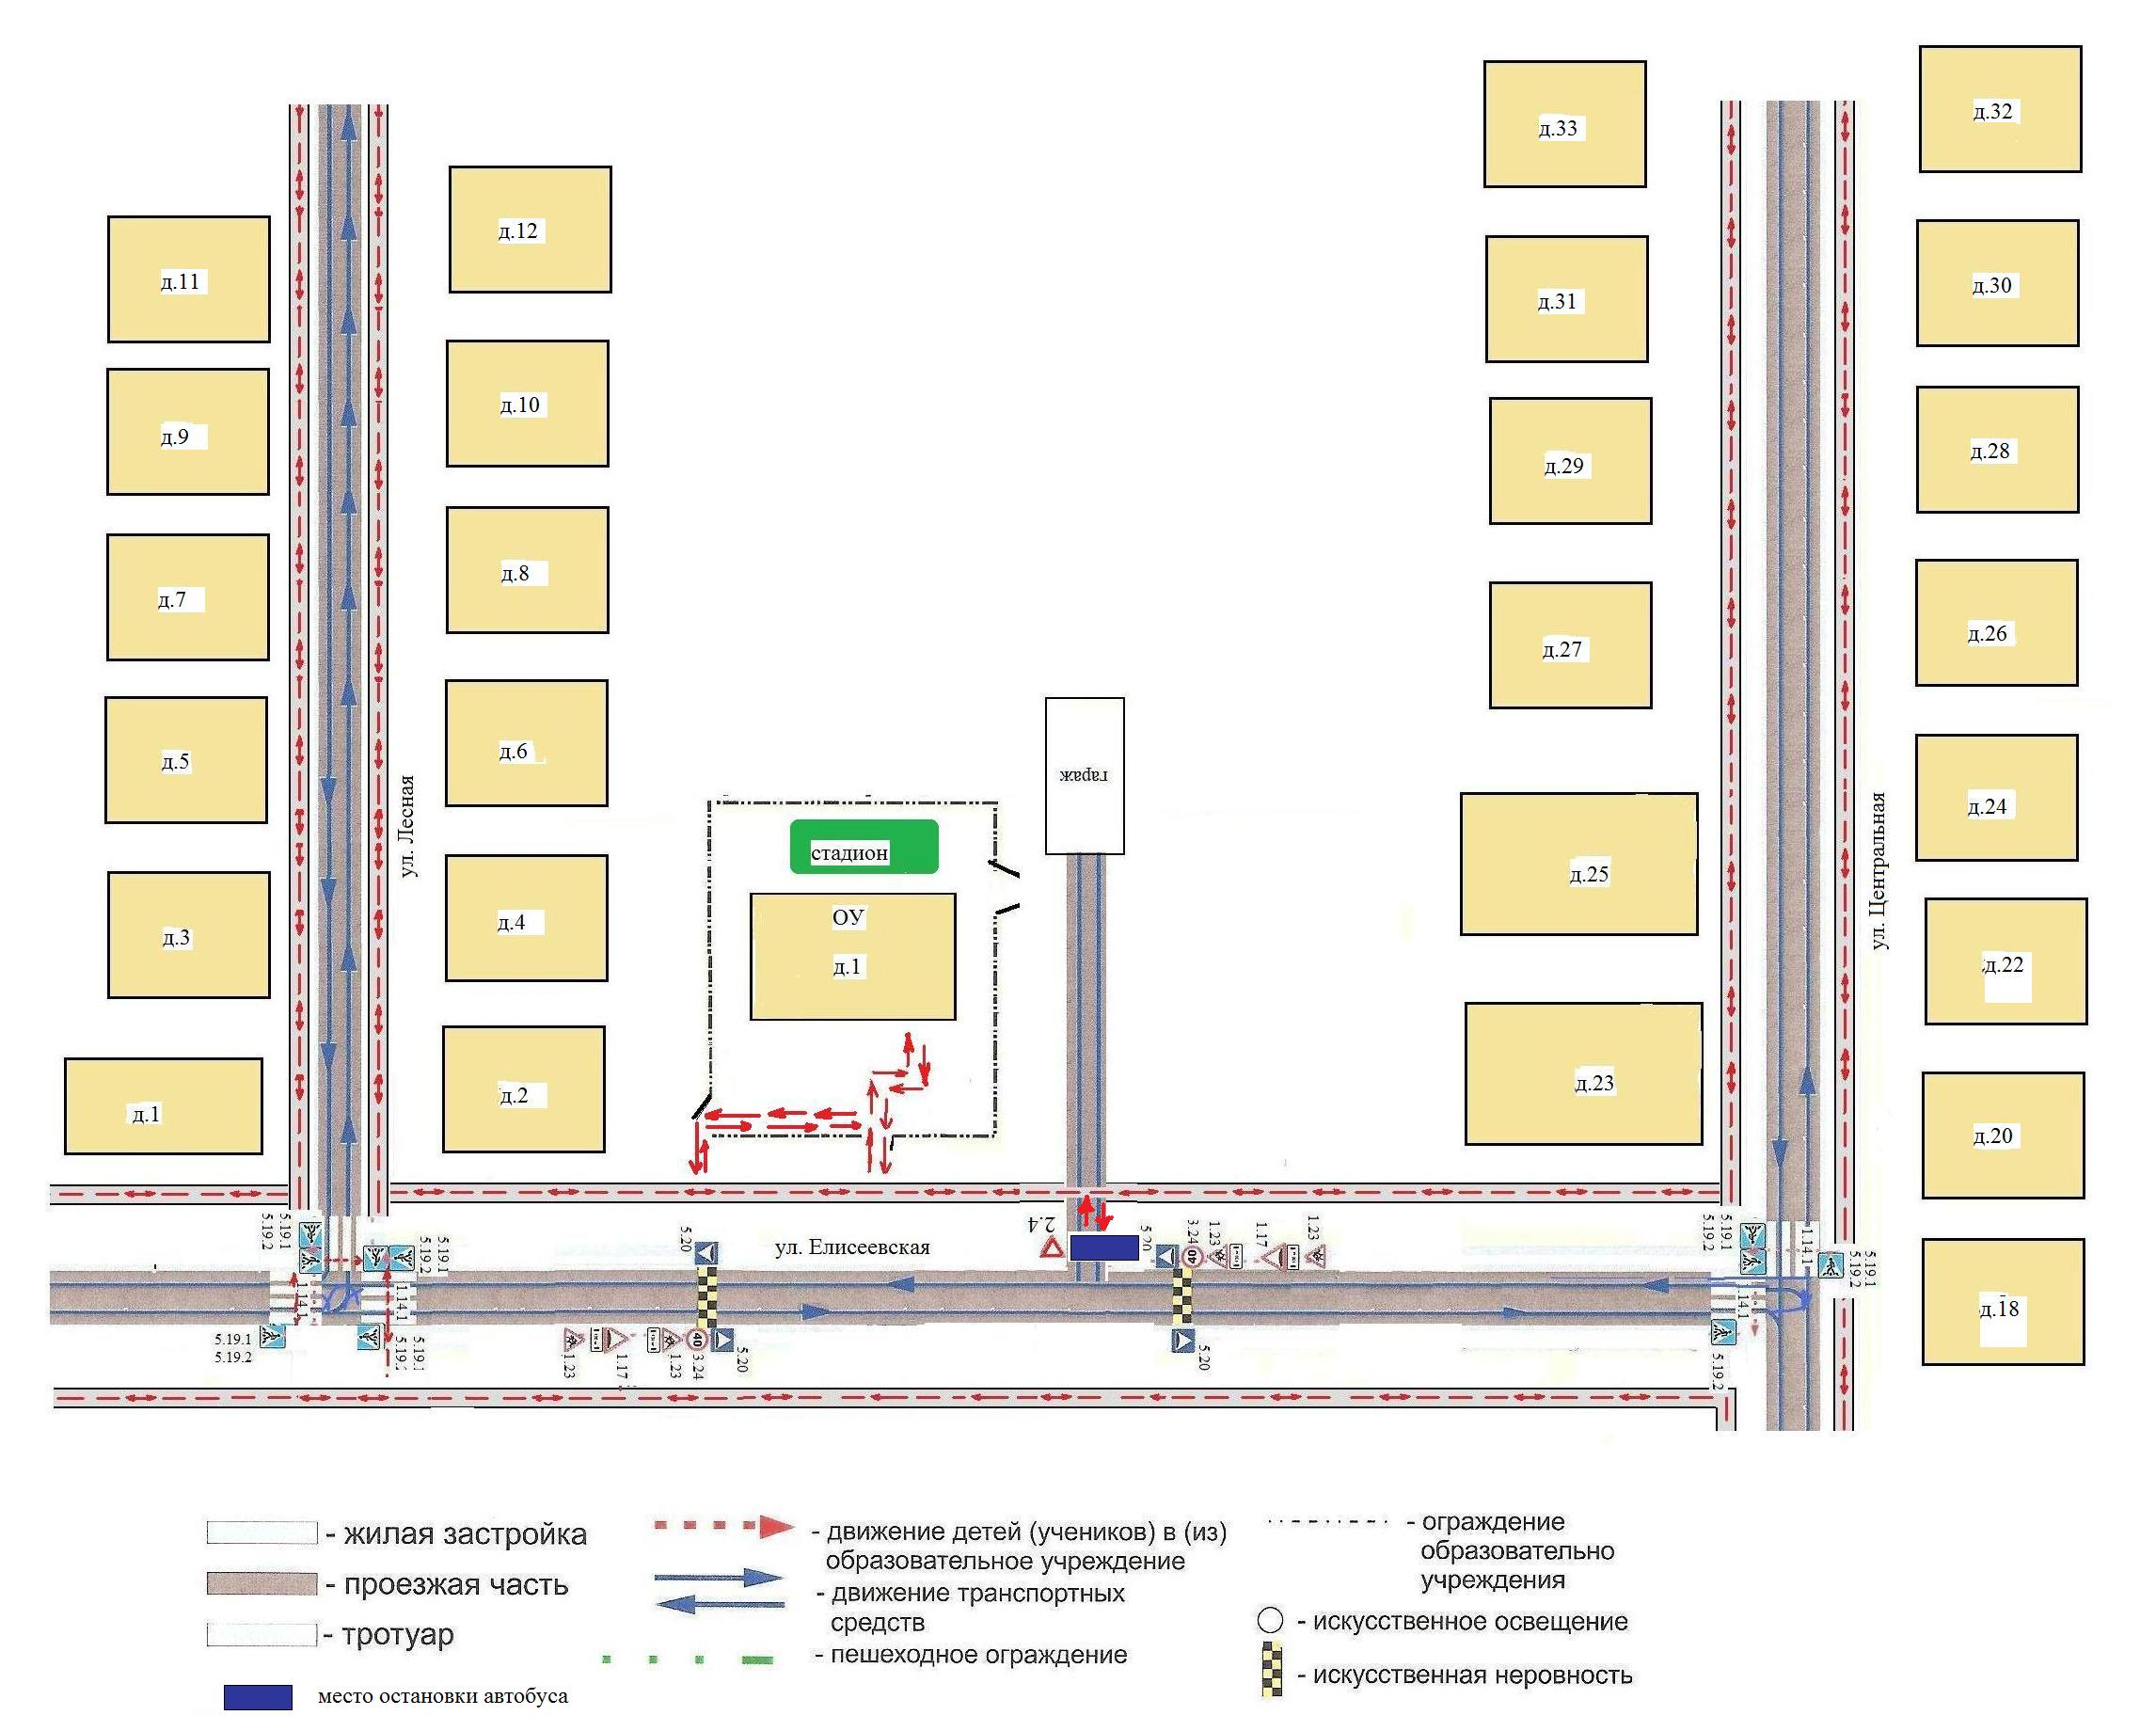 д.33
д.32
д.12
д.11
д.31
д.30
д.10
д.9
д.29
д.28
д.8
д.7
д.27
д.26
д.6
д.5
гараж
ул. Лесная
ул. Центральная
д.24
стадион
д.25
д.4
д.3
ОУ
д.1
д.22
д.2
д.1
д.23
д.20
5.19.2
5.19.1
5.19.2
5.19.1
5.20
ул. Елисеевская
2.4
5.20
3.24
40
1.23
1.17
1.23
5.19.2
5.19.1
1.14.1
5.19.2
5.19.1
1.14.1
1.14.1
.14.1
д.18
5.19.1
5.19.2
5.19.
5.19.1
1.23
1.17
1.23
40
3.24
5.20
5.20
5.19.2
- жилая застройка
- проезжая часть
- тротуар
место остановки автобуса
- движение детей (учеников) в (из)
образовательное учреждение
- движение транспортных
средств
- пешеходное ограждение
- ограждение
образовательно
учреждения
- искусственное освещение
- искусственная неровность